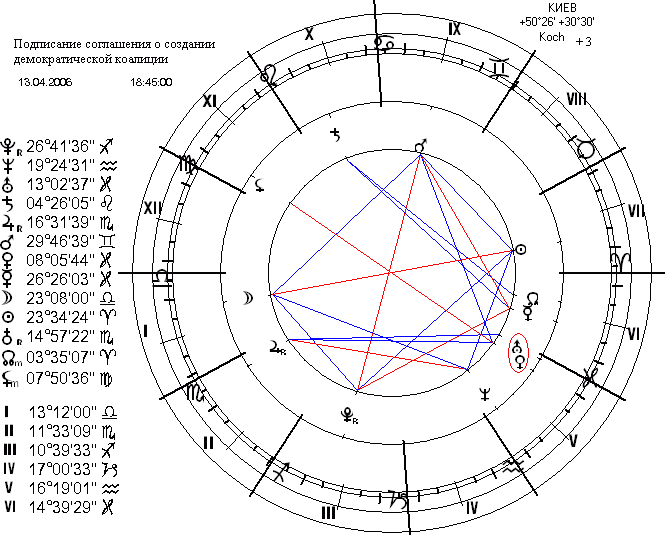 КИЕВ
+50°26' +30°30'
Koch +3
Подписание соглашения о создании
демократической коалиции
13.04.2006 18:45:00
♇R 26°41'36" ♐
♆ 19°24'31" ♒
⛢ 13°02'37" ♓
♄ 04°26'05" ♌
♃R 16°31'39" ♏
♂ 29°46'39" ♊
♀ 08°05'44" ♓
☿ 26°26'03" ♓
☽ 23°08'00" ♎
☉ 23°34'24" ♈
♁R 14°57'22" ♏
☊m 03°35'07" ♈
⚸m 07°50'36" ♍
I 13°12'00" ♎
II 11°33'09" ♏
III 10°39'33" ♐
IV 17°00'33" ♑
V 16°19'01" ♒
VI 14°39'29" ♓
X
IX
XI
VIII
XII
VII
I
VI
II
V
III
IV
♋
♌
♊
♍
♉
♎
♈
♏
♓
♐
♒
♑
♄
♂
⚸
☉
☽
☊
☿
♃R
⛢
♀
♆
♇R